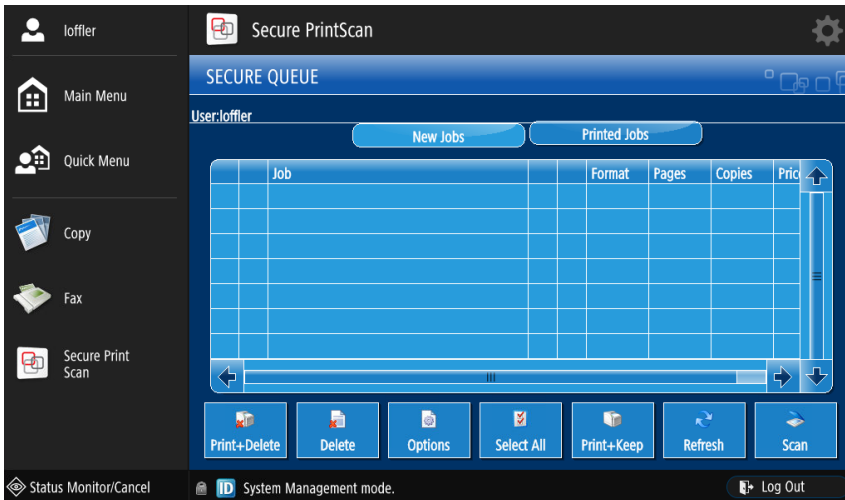 loffler
Main Menu
Quick Menu
Copy
Fax
Secure Print
Scan
Status Monitor/Cancel
Secure PrintScan
SECURE QUEUE
User:loffler
New Jobs Printed Jobs
Job Format Pages Copies
Print+Delete Delete Options Select All Print+Keep Refresh Scan
ID System Management mode.
Log Out